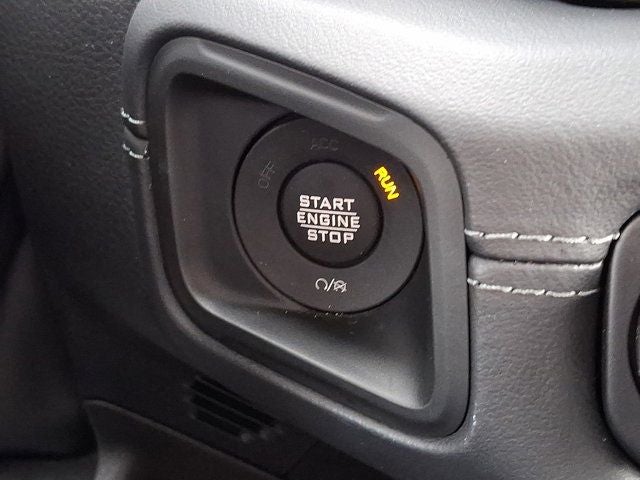 ACC
OFF
RUN
START
ENGINE
STOP